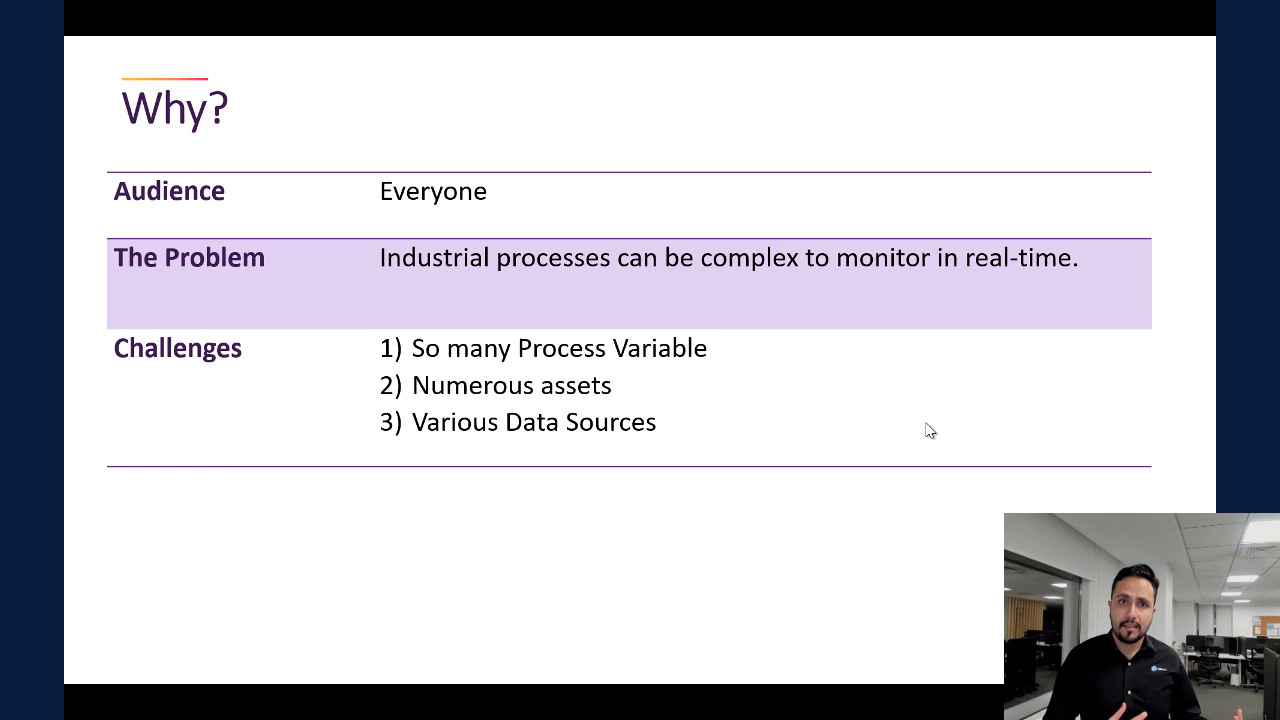 Why?
Audience Everyone
The Problem Industrial processes can be complex to monitor in real-time.
Challenges 1) So many Process Variable
2) Numerous assets
3) Various Data Sources